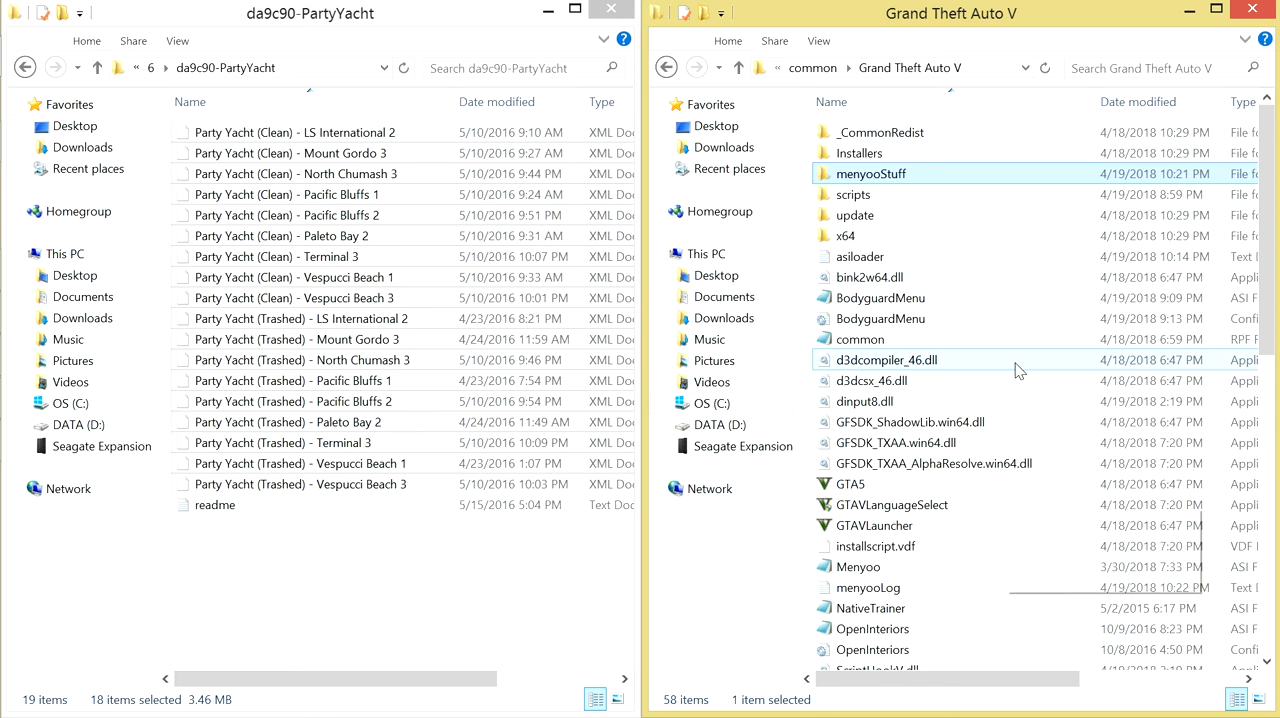 da9c90-PartyYacht
Home Share View
« 6 ▸ da9c90-PartyYacht Search da9c90-PartyYacht
Favorites
Desktop
Downloads
Recent places
Homegroup
This PC
Desktop
Documents
Downloads
Music
Pictures
Videos
OS (C:)
DATA (D:)
Seagate Expansion
Network
Name Date modified Type
Party Yacht (Clean) - LS International 2 5/10/2016 9:10 AM XML Doc
Party Yacht (Clean) - Mount Gordo 3 5/10/2016 9:27 AM XML Doc
Party Yacht (Clean) - North Chumash 3 5/10/2016 9:44 PM XML Doc
Party Yacht (Clean) - Pacific Bluffs 1 5/10/2016 9:24 AM XML Doc
Party Yacht (Clean) - Pacific Bluffs 2 5/10/2016 9:51 PM XML Doc
Party Yacht (Clean) - Paleto Bay 2 5/10/2016 9:31 AM XML Doc
Party Yacht (Clean) - Terminal 3 5/10/2016 10:07 PM XML Doc
Party Yacht (Clean) - Vespucci Beach 1 5/10/2016 9:33 AM XML Doc
Party Yacht (Clean) - Vespucci Beach 3 5/10/2016 10:01 PM XML Doc
Party Yacht (Trashed) - LS International 2 4/23/2016 8:21 PM XML Doc
Party Yacht (Trashed) - Mount Gordo 3 4/24/2016 11:59 AM XML Doc
Party Yacht (Trashed) - North Chumash 3 5/10/2016 9:46 PM XML Doc
Party Yacht (Trashed) - Pacific Bluffs 1 4/23/2016 7:54 PM XML Doc
Party Yacht (Trashed) - Pacific Bluffs 2 5/10/2016 9:54 PM XML Doc
Party Yacht (Trashed) - Paleto Bay 2 4/24/2016 11:49 AM XML Doc
Party Yacht (Trashed) - Terminal 3 5/10/2016 10:09 PM XML Doc
Party Yacht (Trashed) - Vespucci Beach 1 4/23/2016 1:07 PM XML Doc
Party Yacht (Trashed) - Vespucci Beach 3 5/10/2016 10:03 PM XML Doc
readme 5/15/2016 5:04 PM Text Doc
19 items 18 items selected 3.46 MB
Grand Theft Auto V
Home Share View
« common ▸ Grand Theft Auto V Search Grand Theft Auto V
Favorites
Desktop
Downloads
Recent places
Homegroup
This PC
Desktop
Documents
Downloads
Music
Pictures
Videos
OS (C:)
DATA (D:)
Seagate Expansion
Network
Name Date modified Type
_CommonRedist 4/18/2018 10:29 PM File fo
Installers 4/18/2018 10:29 PM File fo
menyooStuff 4/19/2018 10:21 PM File fo
scripts 4/19/2018 8:59 PM File fo
update 4/18/2018 10:29 PM File fo
x64 4/18/2018 10:29 PM File fo
asiloader 4/19/2018 10:14 PM Text D
bink2w64.dll 4/18/2018 6:47 PM Appli
BodyguardMenu 4/19/2018 9:09 PM ASI F
BodyguardMenu 4/19/2018 9:13 PM Confi
common 4/18/2018 6:59 PM RPF F
d3dcompiler_46.dll 4/18/2018 6:47 PM Appli
d3dcsx_46.dll 4/18/2018 6:47 PM Appli
dinput8.dll 4/19/2018 2:19 PM Appli
GFSDK_ShadowLib.win64.dll 4/18/2018 6:47 PM Appli
GFSDK_TXAA.win64.dll 4/18/2018 7:20 PM Appli
GFSDK_TXAA_AlphaResolve.win64.dll 4/18/2018 7:20 PM Appli
GTA5 4/18/2018 6:47 PM Appli
GTAVLanguageSelect 4/18/2018 7:20 PM Appli
GTAVLauncher 4/18/2018 6:47 PM Appli
installscript.vdf 4/18/2018 7:20 PM VDF F
Menyoo 3/30/2018 7:33 PM ASI F
menyooLog 4/19/2018 10:22 PM Text D
NativeTrainer 5/2/2015 6:17 PM ASI F
OpenInteriors 10/9/2016 8:23 PM ASI F
OpenInteriors 10/8/2016 4:50 PM Confi
ScriptHookV.dll
58 items 1 item selected